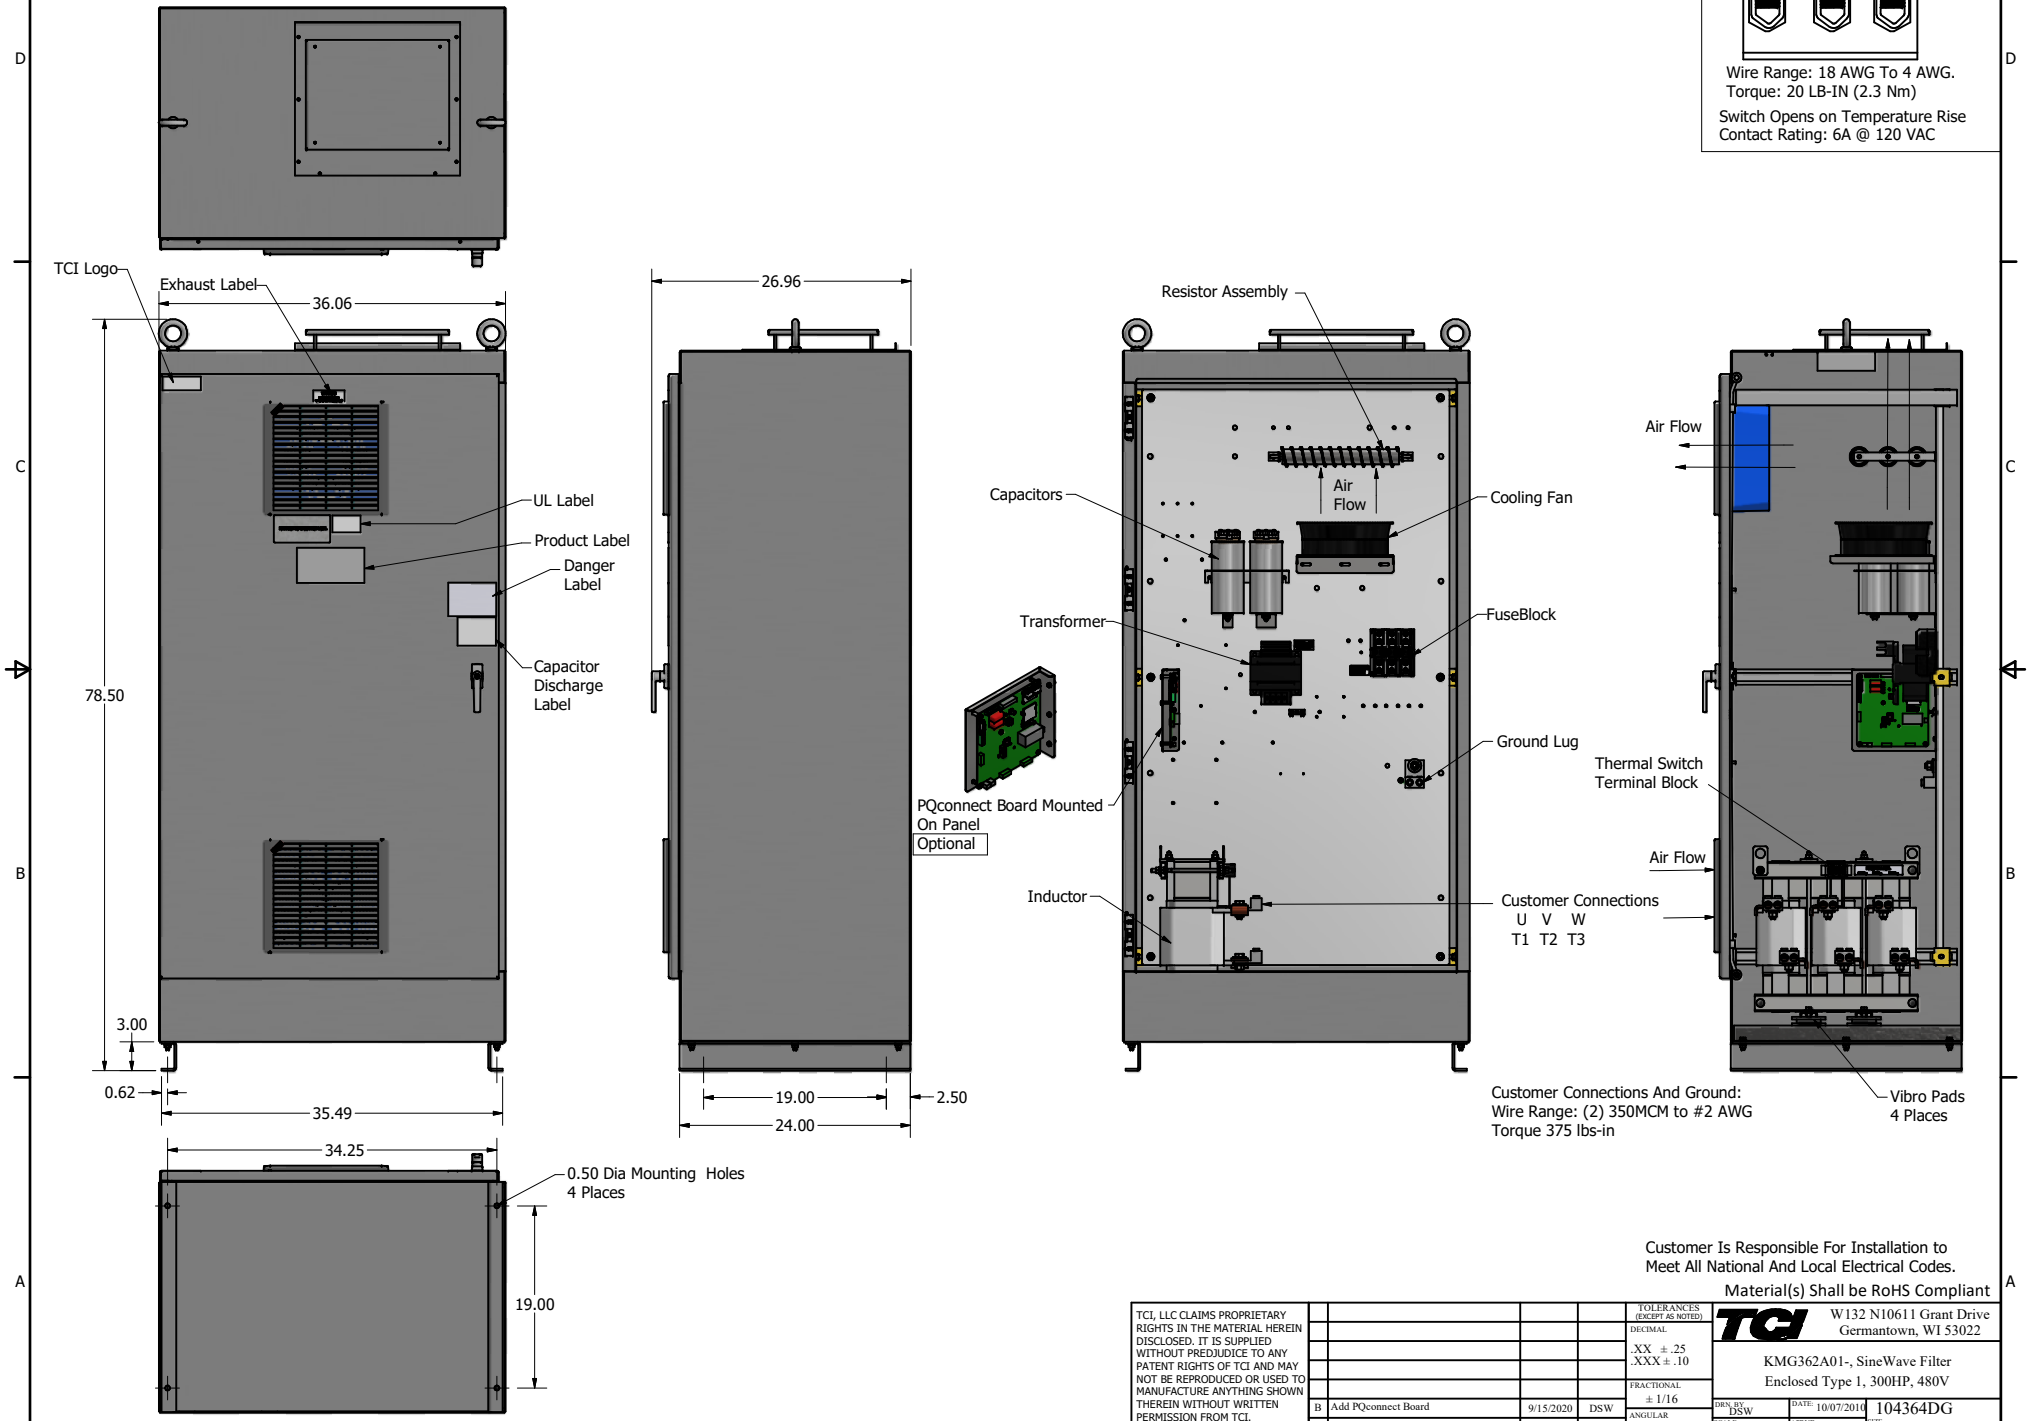 D
D
Wire Range: 18 AWG To 4 AWG.
Torque: 20 LB-IN (2.3 Nm)
Switch Opens on Temperature Rise
Contact Rating: 6A @ 120 VAC
TCI Logo
Exhaust Label
36.06
26.96
Resistor Assembly
Air Flow
C
C
Capacitors
Air
Flow
Cooling Fan
UL Label
Product Label
Danger
Label
Transformer
FuseBlock
Capacitor
Discharge
Label
78.50
Ground Lug
Thermal Switch
Terminal Block
PQconnect Board Mounted
On Panel
Optional
Air Flow
B
B
Inductor
Customer Connections
U V W
T1 T2 T3
3.00
0.62
35.49
19.00
2.50
24.00
Customer Connections And Ground:
Wire Range: (2) 350MCM to #2 AWG
Torque 375 lbs-in
Vibro Pads
4 Places
34.25
0.50 Dia Mounting Holes
4 Places
19.00
A
A
Customer Is Responsible For Installation to
Meet All National And Local Electrical Codes.
Material(s) Shall be RoHS Compliant
TCI, LLC CLAIMS PROPRIETARY
RIGHTS IN THE MATERIAL HEREIN
DISCLOSED. IT IS SUPPLIED
WITHOUT PREDJUDICE TO ANY
PATENT RIGHTS OF TCI AND MAY
NOT BE REPRODUCED OR USED TO
MANUFACTURE ANYTHING SHOWN
THEREIN WITHOUT WRITTEN
PERMISSION FROM TCI.
B Add PQconnect Board 9/15/2020 DSW
TOLERANCES
(EXCEPT AS NOTED)
DECIMAL
.XX ± .25
.XXX ± .10
FRACTIONAL
± 1/16
ANGULAR
TCI
W132 N10611 Grant Drive
Germantown, WI 53022
KMG362A01-, SineWave Filter
Enclosed Type 1, 300HP, 480V
DRN. BY
DSW
DATE: 10/07/2010
104364DG